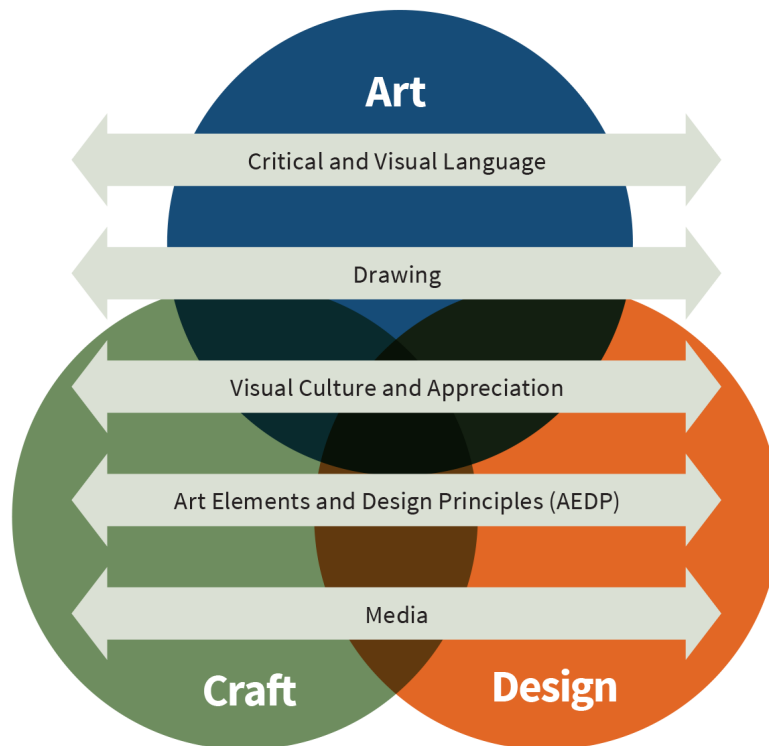 Art
Critical and Visual Language
Drawing
Visual Culture and Appreciation
Art Elements and Design Principles (AEDP)
Media
Craft
Design